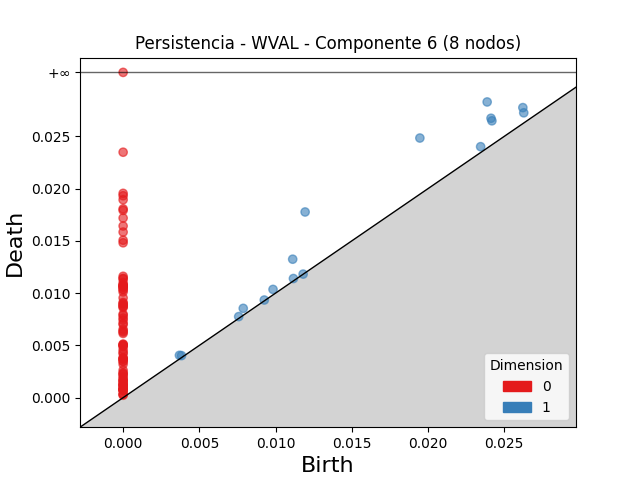 Persistencia - WVAL - Componente 6 (8 nodos)
+∞
0.025
0.020
0.015
0.010
0.005
0.000
Death
0.000 0.005 0.010 0.015 0.020 0.025
Birth
Dimension
0
1